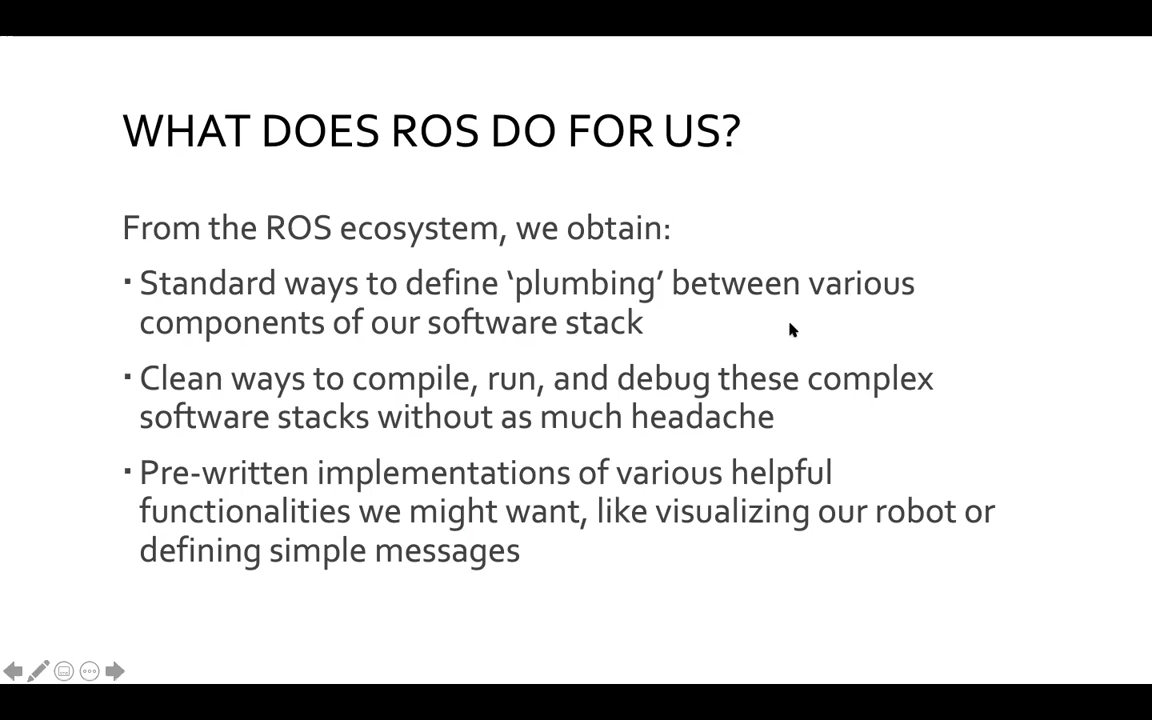 WHAT DOES ROS DO FOR US?
From the ROS ecosystem, we obtain:
▪ Standard ways to define ‘plumbing’ between various
components of our software stack
▪ Clean ways to compile, run, and debug these complex
software stacks without as much headache
▪ Pre-written implementations of various helpful
functionalities we might want, like visualizing our robot or
defining simple messages